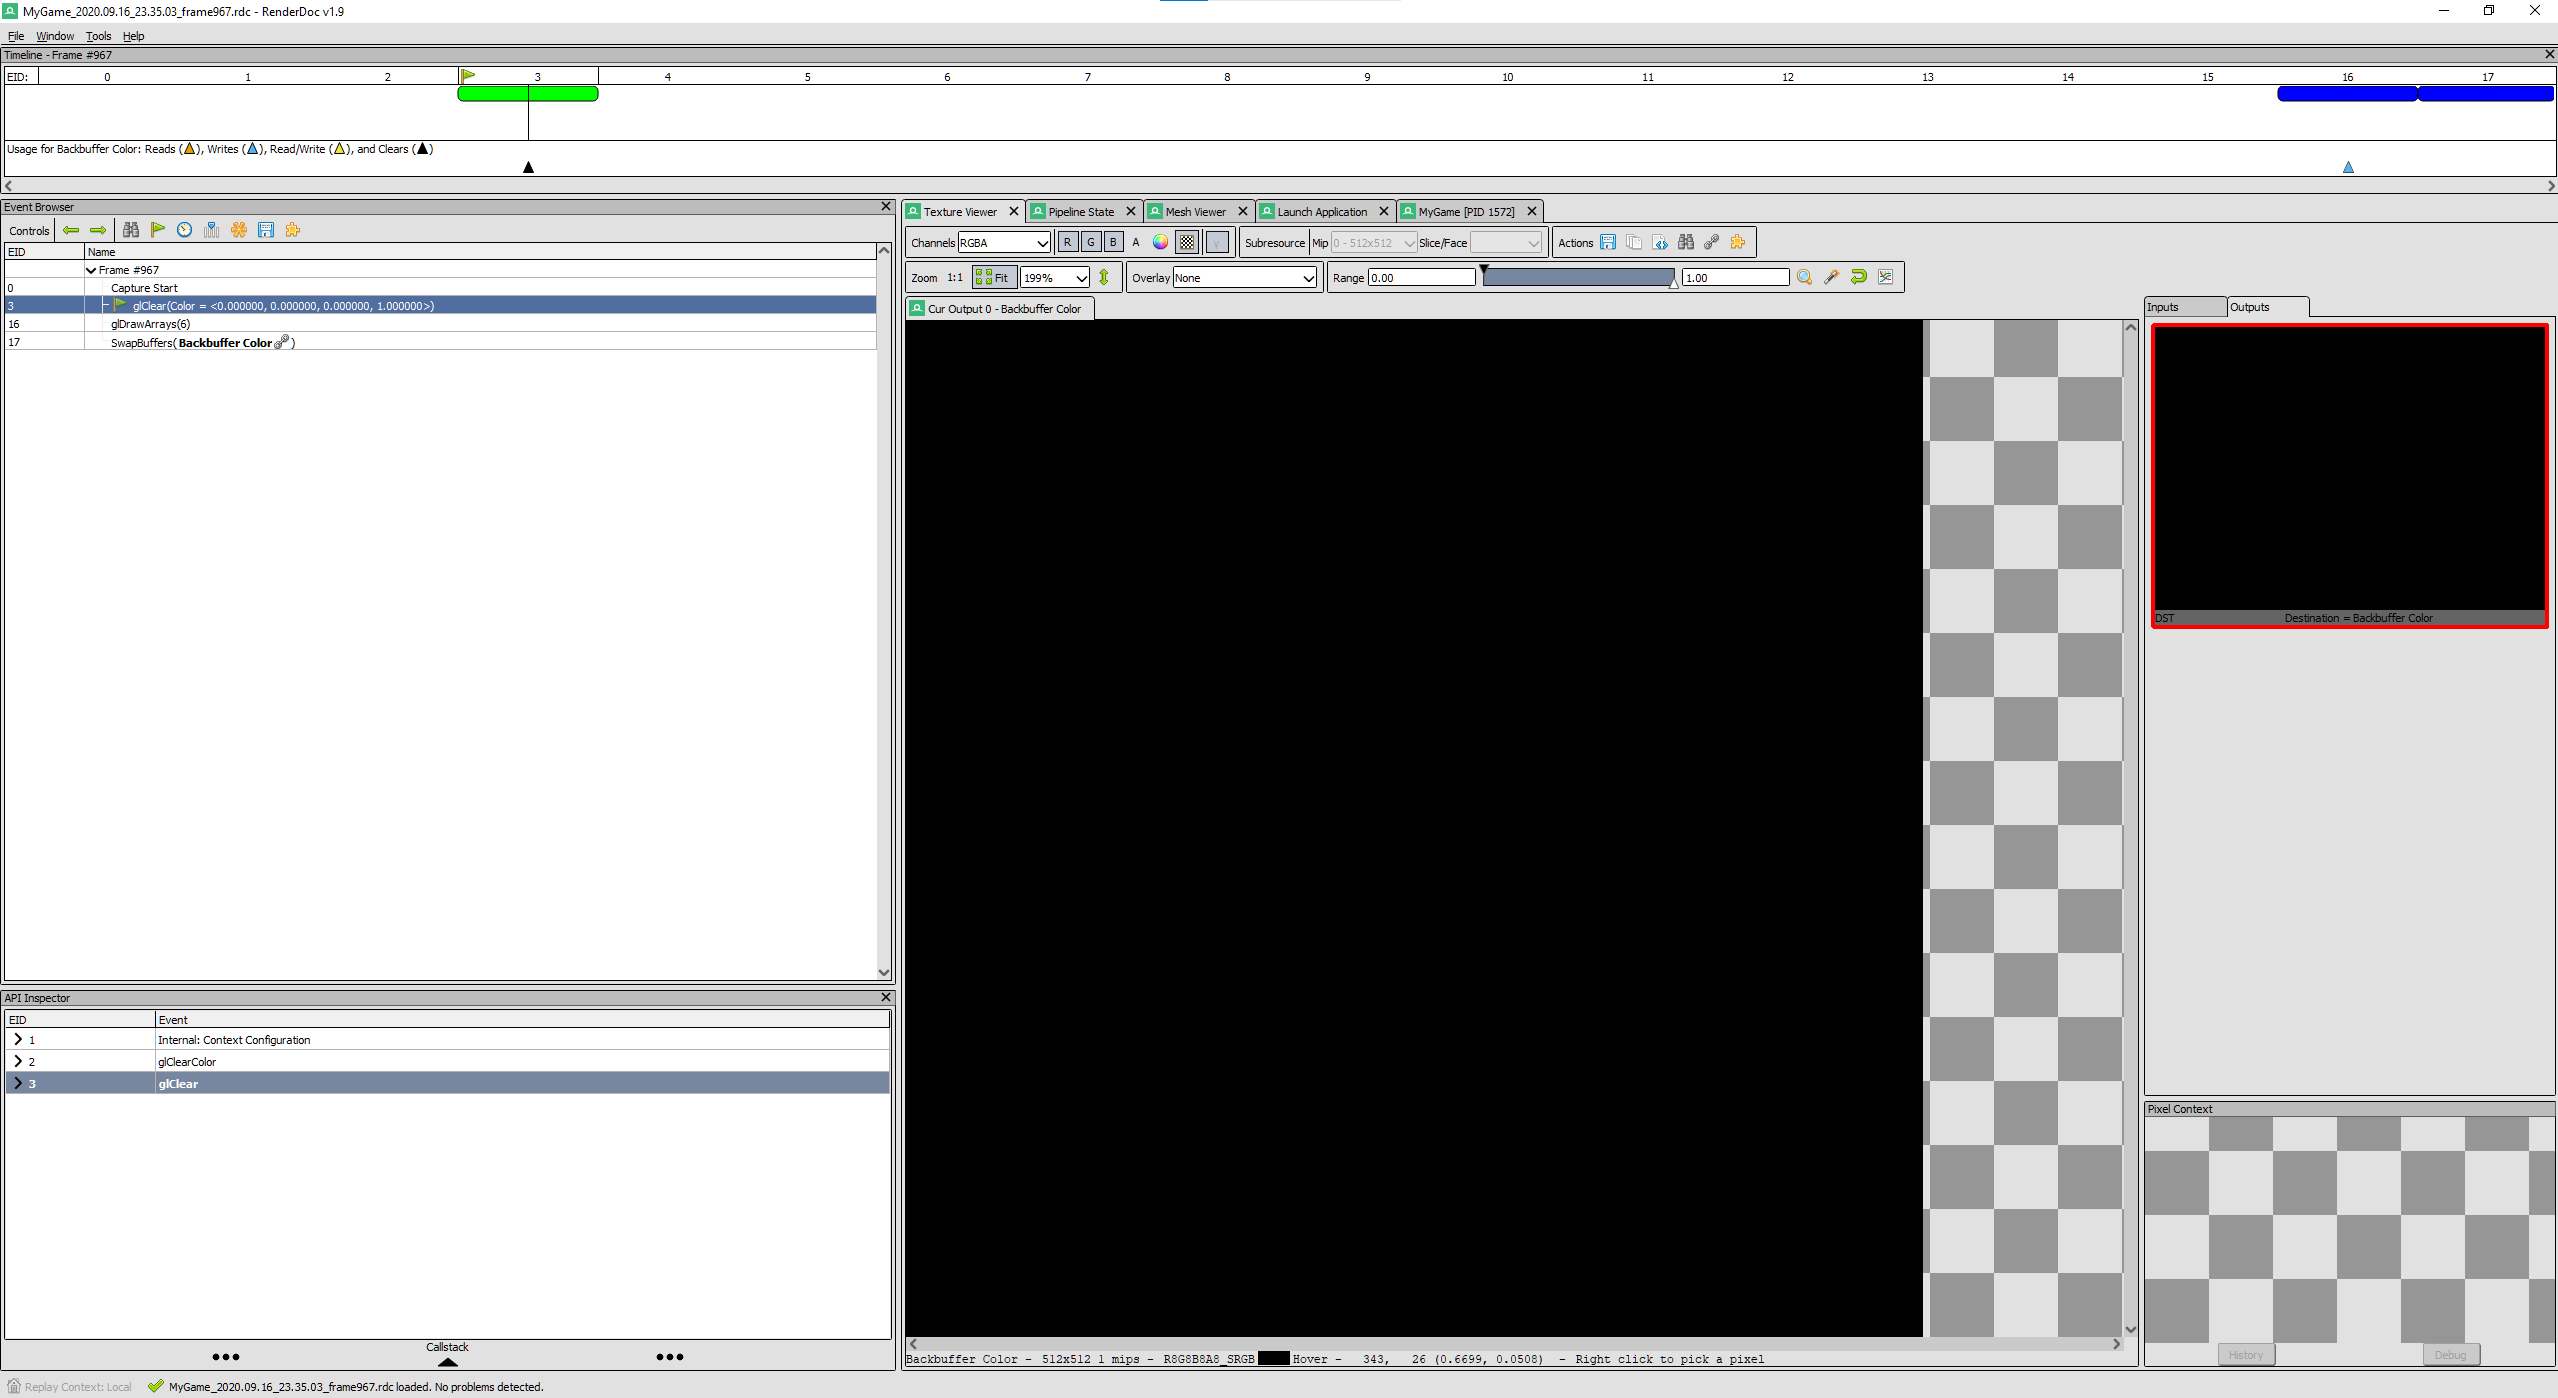 MyGame_2020.09.16_23.35.03_frame967.rdc - RenderDoc v1.9
File Window Tools Help
Timeline - Frame #967
EID: 0 1 2 3 4 5 6 7 8 9 10 11 12 13 14 15 16 17
Usage for Backbuffer Color: Reads ( ), Writes ( ), Read/Write ( ), and Clears ( )
Event Browser
Controls
EID Name
Frame #967
0 Capture Start
3 glClear(Color = <0.000000, 0.000000, 0.000000, 1.000000>)
16 glDrawArrays(6)
17 SwapBuffers( Backbuffer Color )
API Inspector
EID Event
1 Internal: Context Configuration
2 glClearColor
3 glClear
Callstack
Texture Viewer Pipeline State Mesh Viewer Launch Application MyGame [PID 1572]
Channels RGBA R G B A γ Subresource Mip 0 - 512x512 Slice/Face Actions
Zoom 1:1 Fit 199% Overlay None Range 0.00 1.00
Cur Output 0 - Backbuffer Color
Inputs Outputs
DST Destination = Backbuffer Color
Pixel Context
History Debug
Backbuffer Color - 512x512 1 mips - R8G8B8A8_SRGB Hover - 343, 26 (0.6699, 0.0508) - Right click to pick a pixel
Replay Context: Local MyGame_2020.09.16_23.35.03_frame967.rdc loaded. No problems detected.